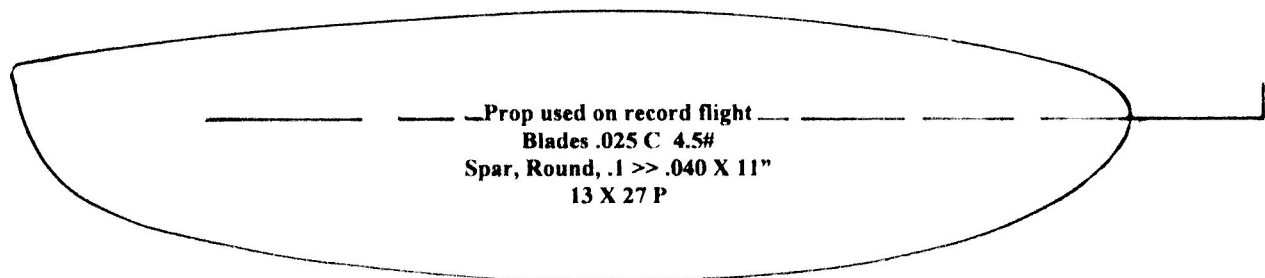 Prop used on record flight
Blades .025 C 4.5#
Spar, Round, .1 >> .040 X 11”
13 X 27 P